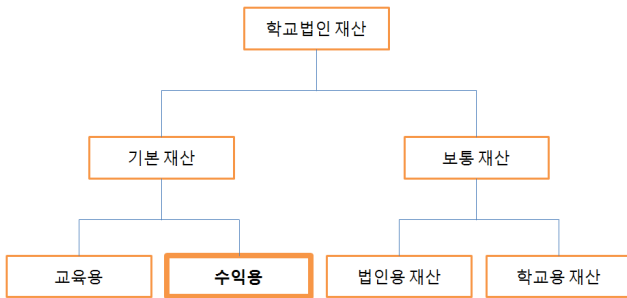 학교법인 재산
기본 재산
보통 재산
교육용
수익용
법인용 재산
학교용 재산